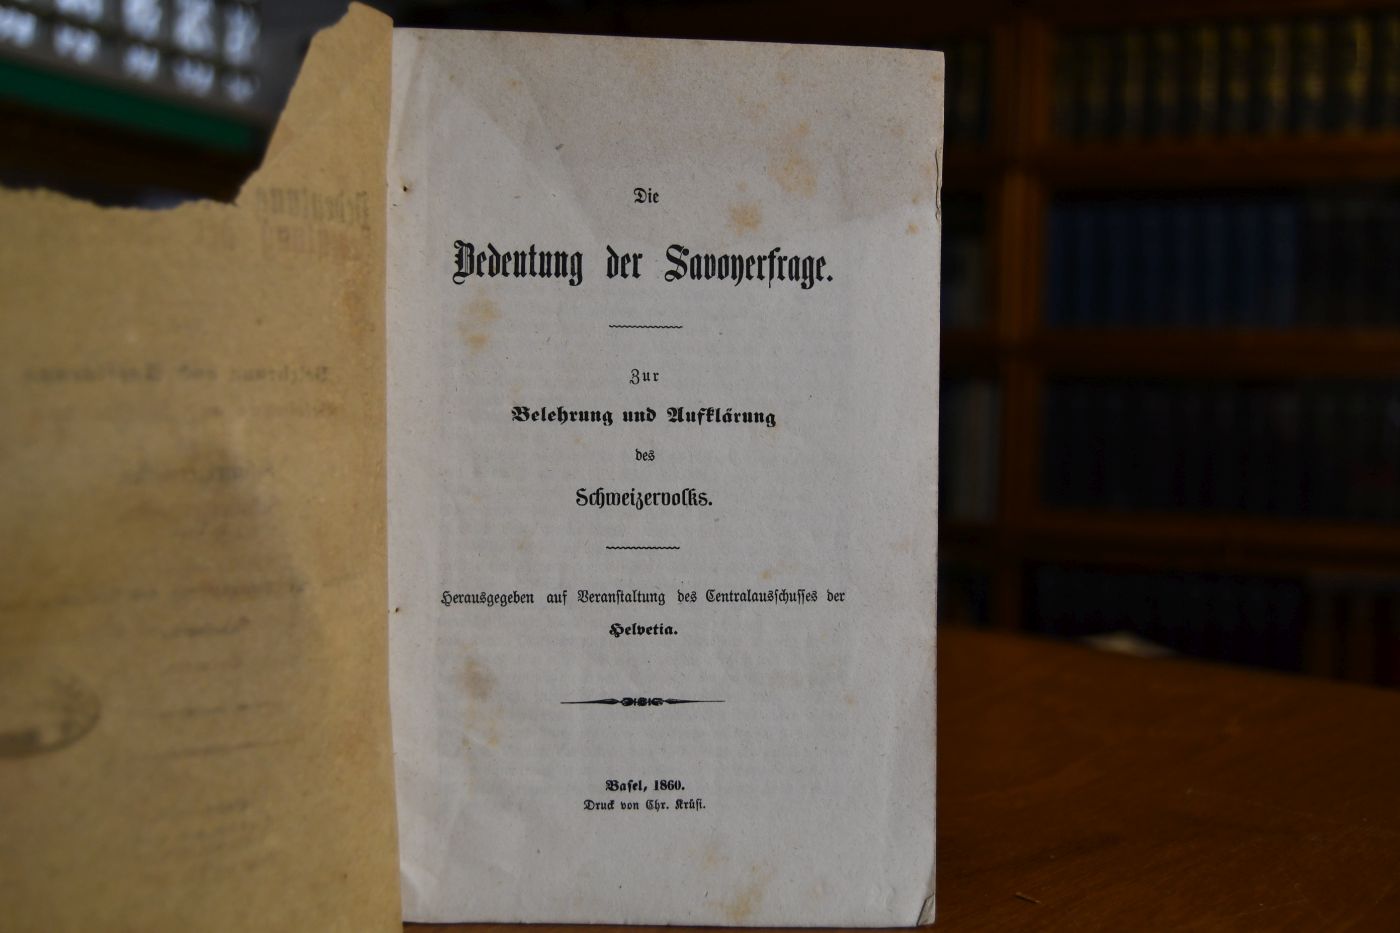 Die
Bedeutung der Savoyerfrage.
Zur
Belehrung und Aufklärung
des
Schweizervolks.
Herausgegeben auf Veranstaltung des Centralausschusses der
Helvetia.
Basel, 1860.
Druck von Chr. Krüsi.